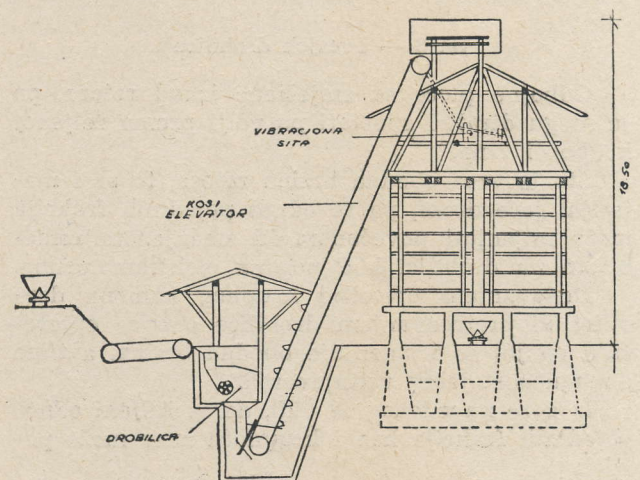 VIBRACIONA
SITA
KOSI
ELEVATOR
18.50
DROBILICA